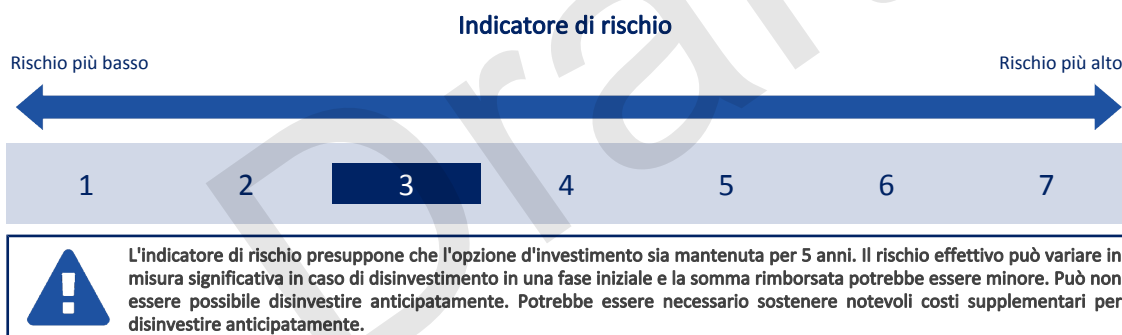 Indicatore di rischio
Rischio più basso
Rischio più alto
1 2 3 4 5 6 7
L'indicatore di rischio presuppone che l'opzione d'investimento sia mantenuta per 5 anni. Il rischio effettivo può variare in
misura significativa in caso di disinvestimento in una fase iniziale e la somma rimborsata potrebbe essere minore. Può non
essere possibile disinvestire anticipatamente. Potrebbe essere necessario sostenere notevoli costi supplementari per
disinvestire anticipatamente.